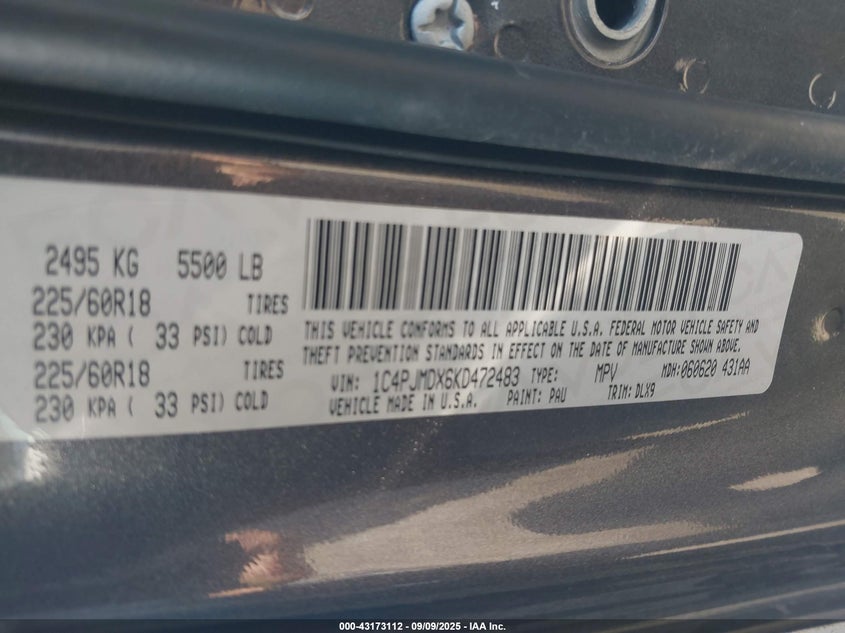 2495 KG 5500 LB
225/60R18 TIRES
230 KPA ( 33 PSI) COLD
225/60R18 TIRES
230 KPA ( 33 PSI) COLD
THIS VEHICLE CONFORMS TO ALL APPLICABLE U.S.A. FEDERAL MOTOR VEHICLE SAFETY AND
THEFT PREVENTION STANDARDS IN EFFECT ON THE DATE OF MANUFACTURE SHOWN ABOVE.
VIN: 1C4PJMDX6KD472483 TYPE: MPV MDH:060620 431AA
VEHICLE MADE IN U.S.A. PAINT: PAU TRIM: DLX9
000-43173112 - 09/09/2025 - IAA Inc.